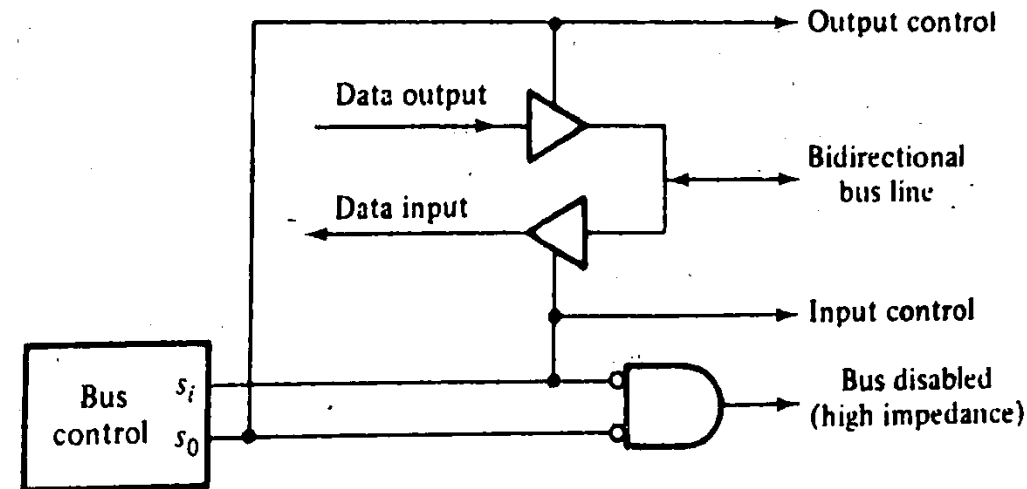 Output control
Data output
Bidirectional
bus line
Data input
Input control
Bus
control
s_i
s_0
Bus disabled
(high impedance)